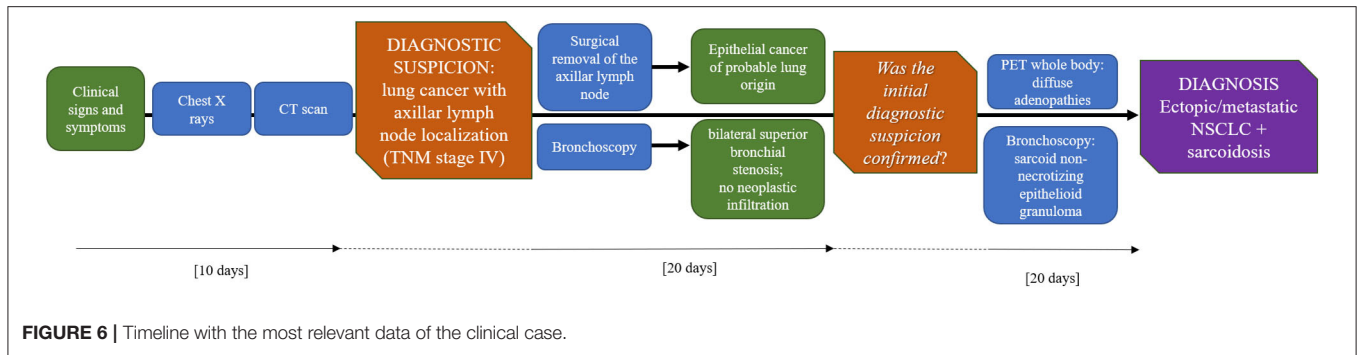 Clinical
signs and
symptoms
Chest X
rays
CT scan
DIAGNOSTIC
SUSPICION:
lung cancer with
axillar lymph
node localization
(TNM stage IV)
Surgical
removal of the
axillar lymph
node
Epithelial cancer
of probable lung
origin
Bronchoscopy
bilateral superior
bronchial
stenosis;
no neoplastic
infiltration
Was the
initial
diagnostic
suspicion
confirmed?
PET whole body:
diffuse
adenopathies
Bronchoscopy:
sarcoid non-
necrotizing
epithelioid
granuloma
DIAGNOSIS
Ectopic/metastatic
NSCLC +
sarcoidosis
[10 days]
[20 days]
[20 days]
FIGURE 6 | Timeline with the most relevant data of the clinical case.